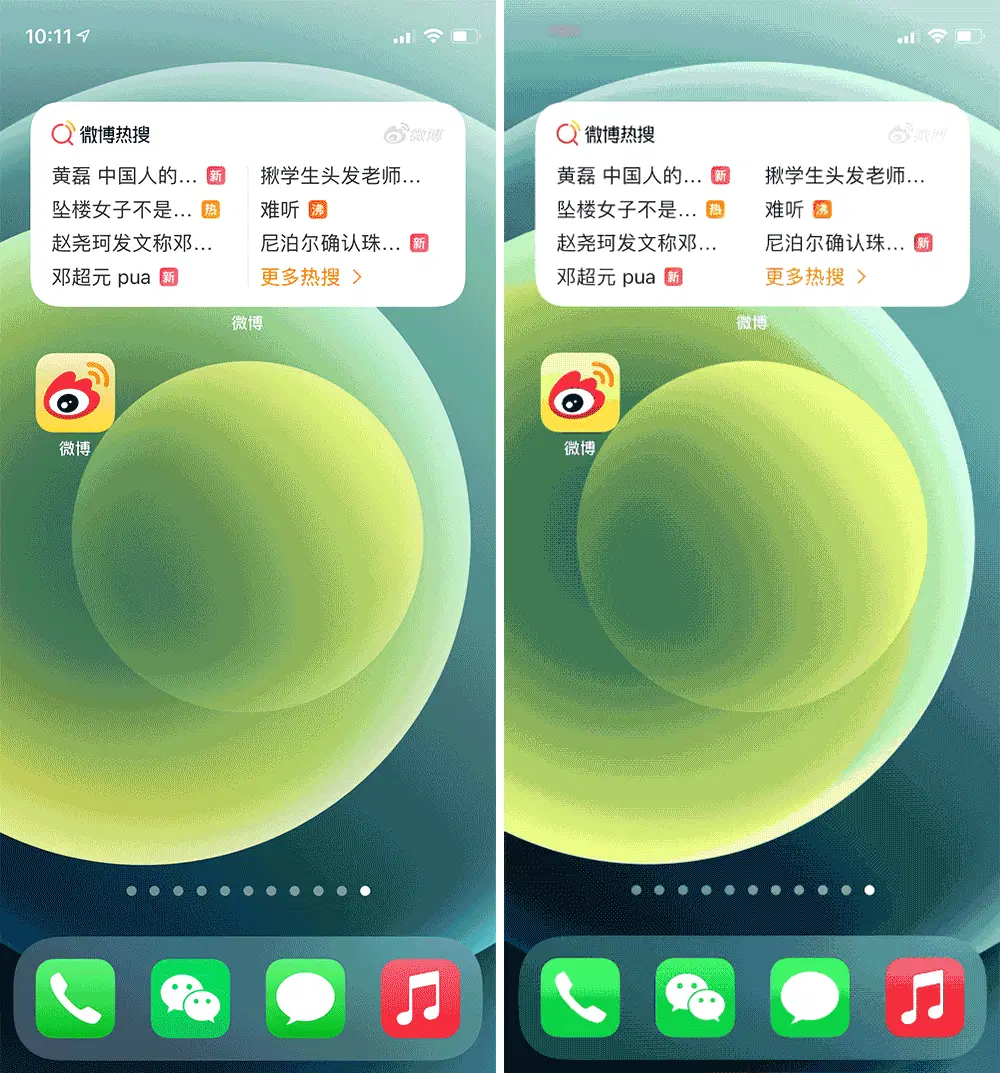 10:11
微博热搜
微博
黄磊 中国人的... 新
揪学生头发老师...
坠楼女子不是... 热
难听 沸
赵尧珂发文称邓...
尼泊尔确认珠... 新
邓超元 pua 新
更多热搜 >
微博
微博
微博热搜
微博
黄磊 中国人的... 新
揪学生头发老师...
坠楼女子不是... 热
难听 沸
赵尧珂发文称邓...
尼泊尔确认珠... 新
邓超元 pua 新
更多热搜 >
微博
微博